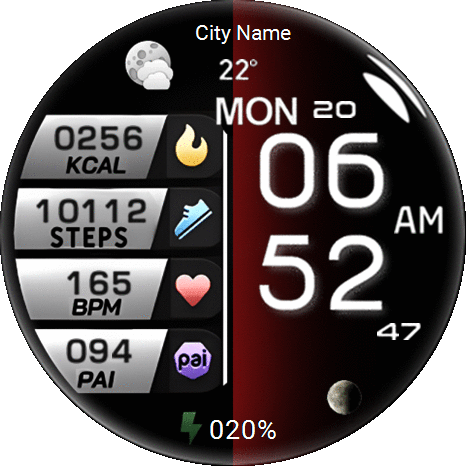 City Name
22°
MON 20
0256
KCAL
10112
STEPS
165
BPM
094
PAI
pai
06
AM
52
47
020%